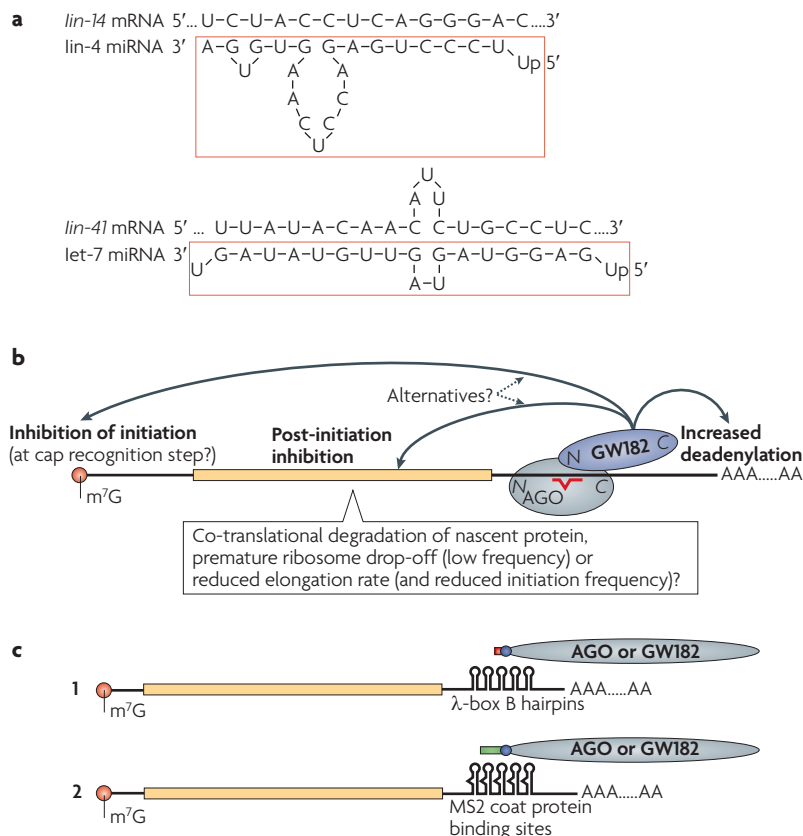 a
lin-14 mRNA 5′... U–C–U–A–C–C–U–C–A–G–G–G–A–C....3′
lin-4 miRNA 3′ A–G G–U–G G–A–G–U–C–C–C–U
U
Up 5′
A A
A C
C C
U
U
A U
lin-41 mRNA 5′ ... U–U–A–U–A–C–A–A–C C–U–G–C–C–U–C....3′
let-7 miRNA 3′ G–A–U–A–U–G–U–U–G G–A–U–G–G–A–G
U
Up 5′
A–U
b
Alternatives?
Inhibition of initiation
(at cap recognition step?)
Post-initiation
inhibition
N GW182 C
Increased
deadenylation
N AGO C
AAA.....AA
m⁷G
Co-translational degradation of nascent protein,
premature ribosome drop-off (low frequency) or
reduced elongation rate (and reduced initiation frequency)?
c
AGO or GW182
1
AAA.....AA
m⁷G
λ-box B hairpins
AGO or GW182
2
AAA.....AA
m⁷G
MS2 coat protein
binding sites